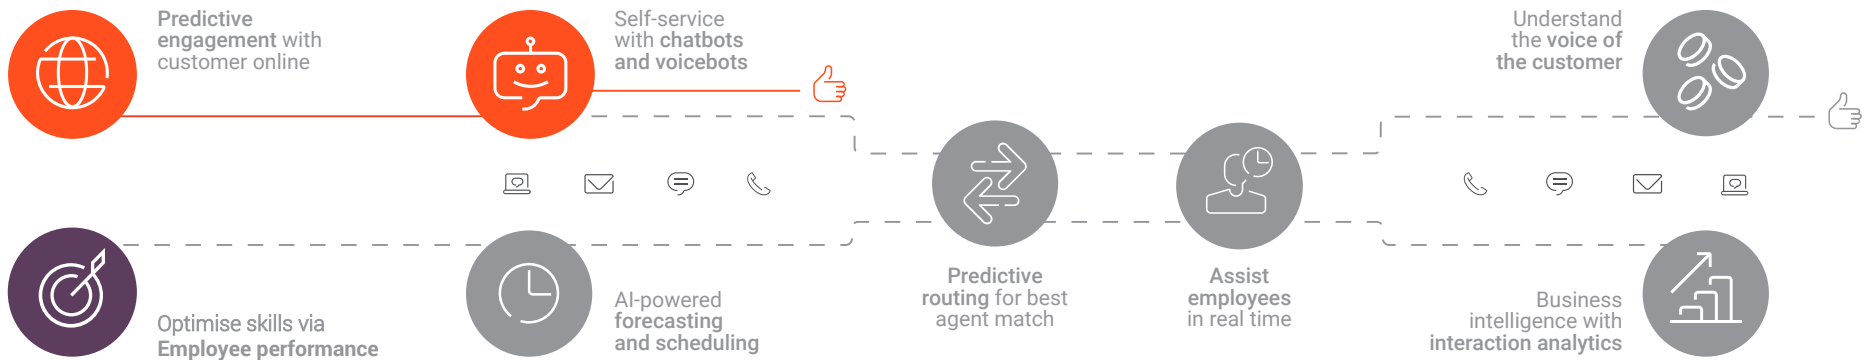 Predictive
engagement with
customer online
Self-service
with chatbots
and voicebots
Understand
the voice of
the customer
Optimise skills via
Employee performance
AI-powered
forecasting
and scheduling
Predictive
routing for best
agent match
Assist
employees
in real time
Business
intelligence with
interaction analytics